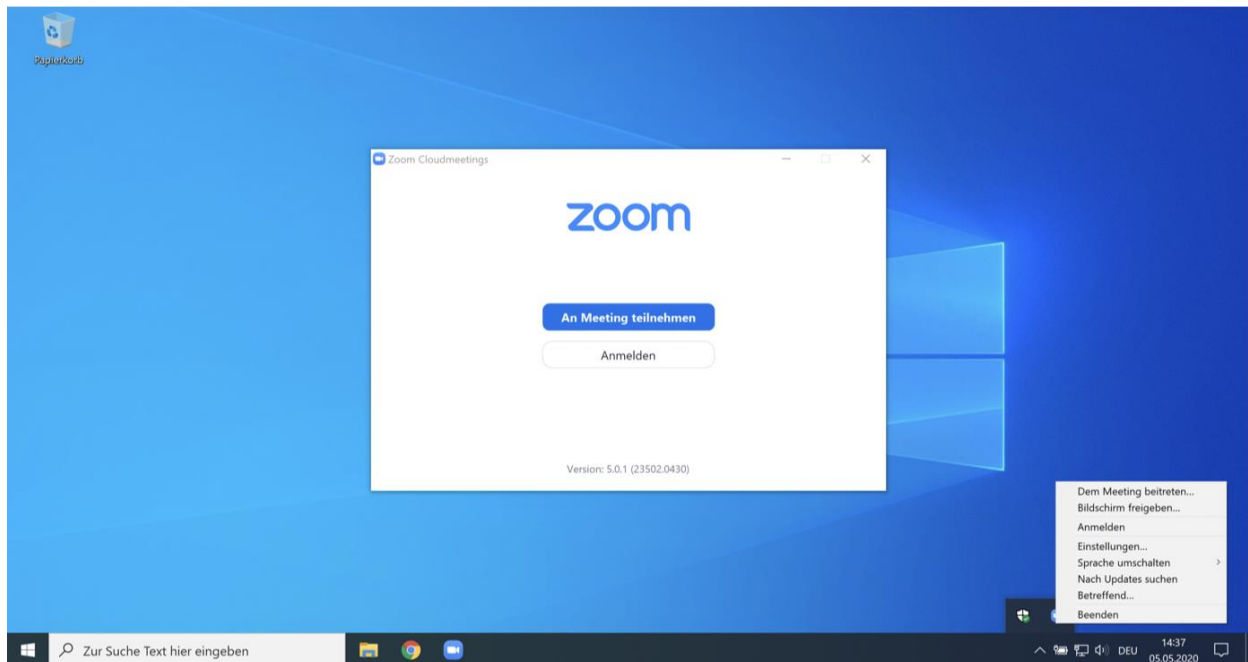 Papierkorb
Zoom Cloudmeetings
zoom
An Meeting teilnehmen
Anmelden
Version: 5.0.1 (23502.0430)
Dem Meeting beitreten...
Bildschirm freigeben...
Anmelden
Einstellungen...
Sprache umschalten
Nach Updates suchen
Betreffend...
Beenden
Zur Suche Text hier eingeben
DEU
14:37
05.05.2020